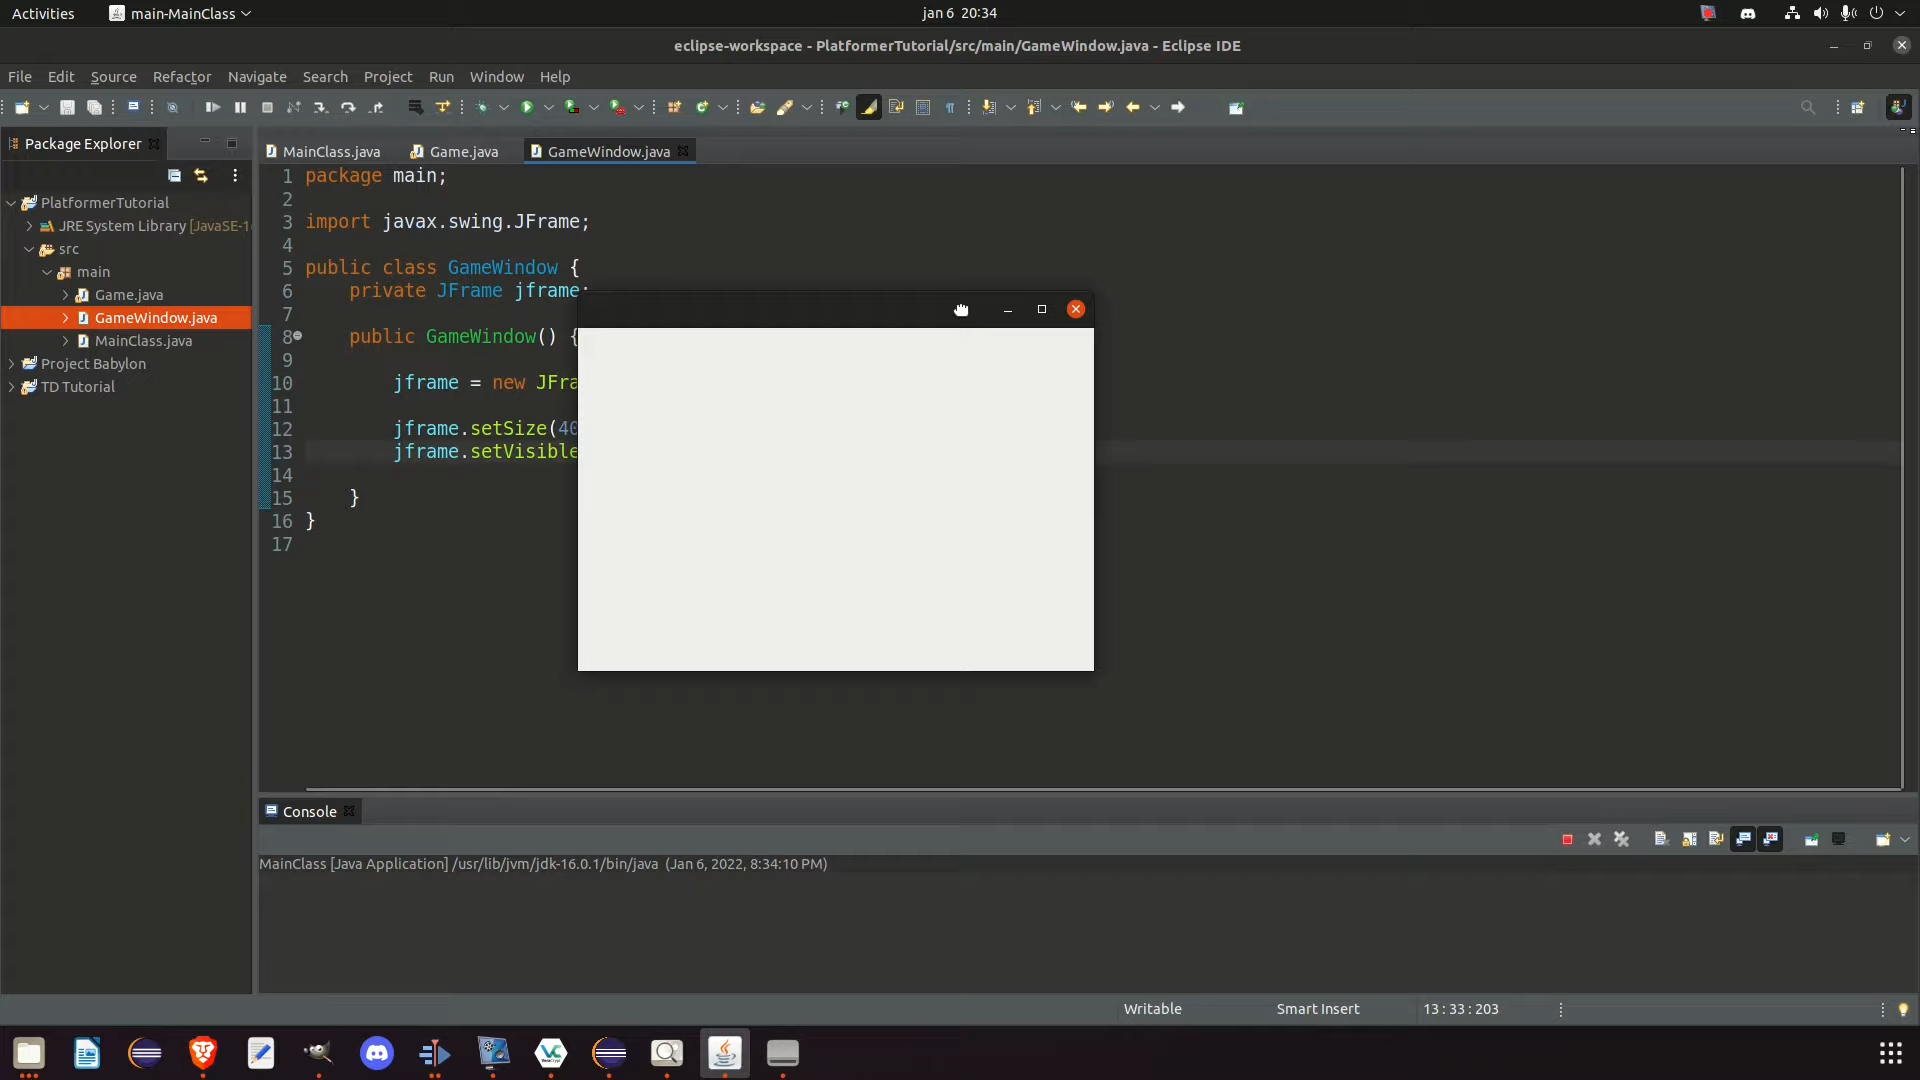 Activities
main-MainClass
jan 6 20:34
eclipse-workspace - PlatformerTutorial/src/main/GameWindow.java - Eclipse IDE
File Edit Source Refactor Navigate Search Project Run Window Help
Package Explorer
PlatformerTutorial
JRE System Library [JavaSE-1
src
main
Game.java
GameWindow.java
MainClass.java
Project Babylon
TD Tutorial
MainClass.java Game.java GameWindow.java
1 package main;
2
3 import javax.swing.JFrame;
4
5 public class GameWindow {
6 private JFrame jframe;
7
8 public GameWindow() {
9
10 jframe = new JFra
11
12 jframe.setSize(40
13 jframe.setVisible
14
15 }
16 }
17
Console
MainClass [Java Application] /usr/lib/jvm/jdk-16.0.1/bin/java (Jan 6, 2022, 8:34:10 PM)
Writable Smart Insert 13 : 33 : 203